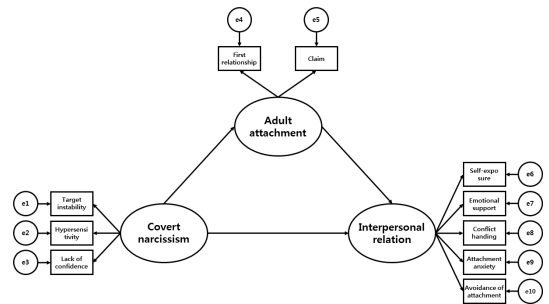 e4
e5
First
relationship
Claim
Adult
attachment
e1
Target
instability
e2
Hypersensi
tivity
e3
Lack of
confidence
Covert
narcissism
Interpersonal
relation
Self-expo
sure
e6
Emotional
support
e7
Conflict
handing
e8
Attachment
anxiety
e9
Avoidance of
attachment
e10